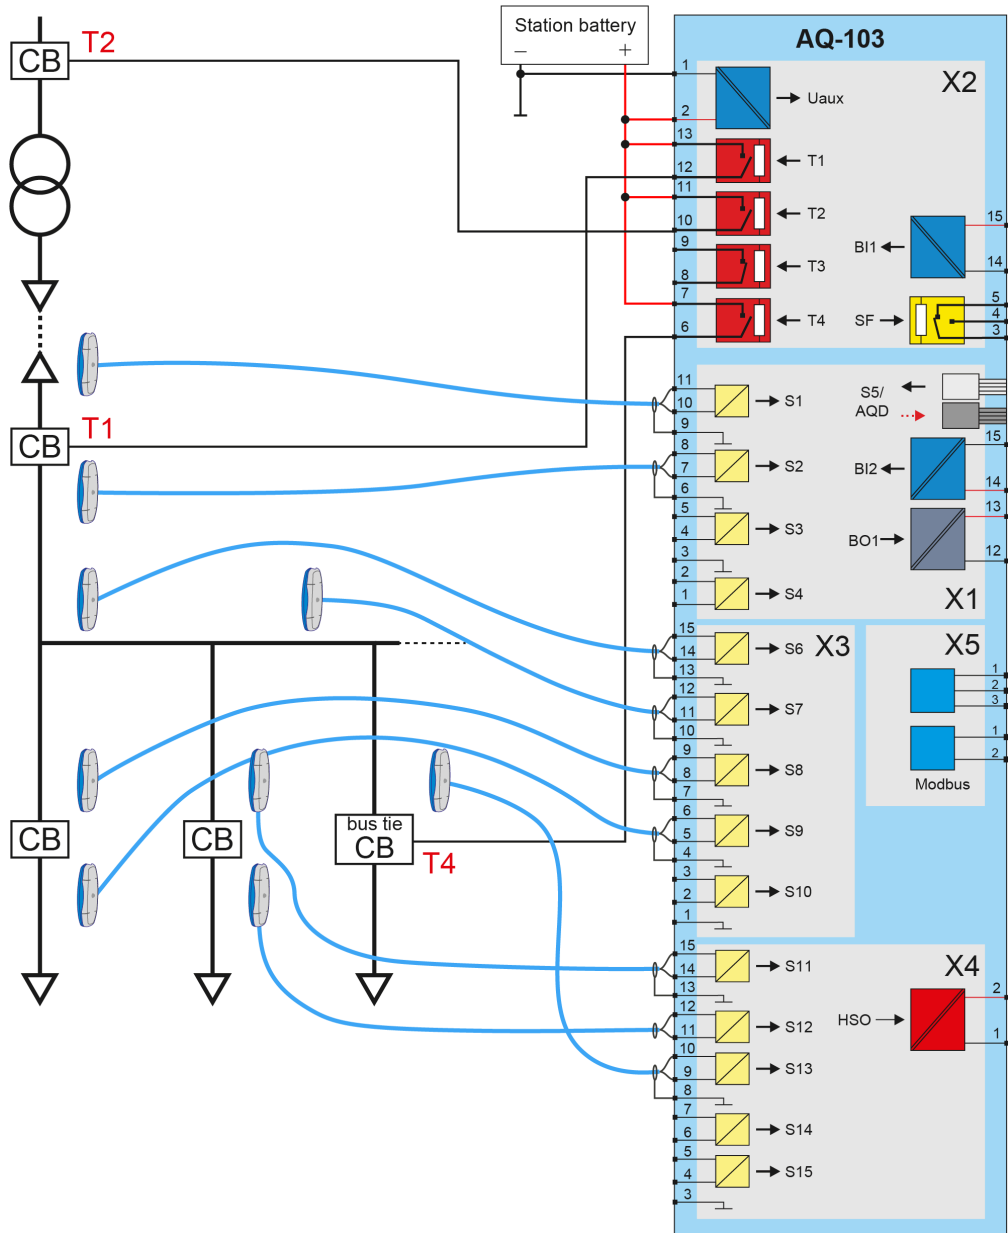 Station battery
− +
AQ-103
CB T2
X2
1
Uaux
2
13
T1
12
11
T2
10
15
BI1
14
9
T3
8
7
T4
6
SF
5
4
3
CB T1
X1
11
10
S1
9
8
7
S2
6
5
S3
4
3
2
S4
1
S5/
AQD
15
BI2
14
13
BO1
12
X3
15
S6
14
13
12
S7
11
10
9
S8
8
7
6
S9
5
4
3
S10
2
1
X5
1
2
3
1
2
Modbus
CB
CB
bus tie
CB
T4
X4
15
S11
14
13
12
S12
11
10
S13
9
8
7
S14
6
5
S15
4
3
HSO
2
1